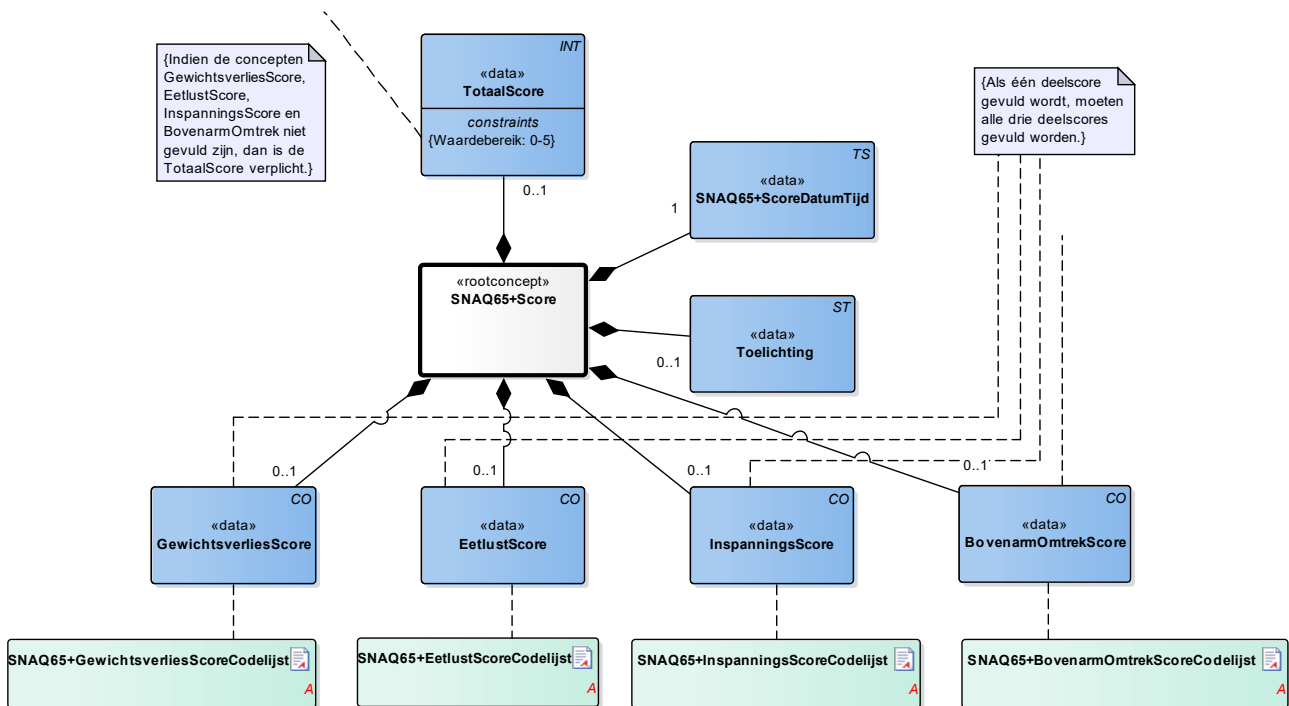 {Indien de concepten
GewichtsverliesScore,
EetlustScore,
InspanningsScore en
BovenarmOmtrek niet
gevuld zijn, dan is de
TotaalScore verplicht.}
INT
«data»
TotaalScore
constraints
{Waardebereik: 0-5}
0..1
{Als één deelscore
gevuld wordt, moeten
alle drie deelscores
gevuld worden.}
TS
«data»
SNAQ65+ScoreDatumTijd
1
«rootconcept»
SNAQ65+Score
ST
«data»
Toelichting
0..1
0..1
0..1
0..1
0..1
CO
«data»
GewichtsverliesScore
CO
«data»
EetlustScore
CO
«data»
InspanningsScore
CO
«data»
BovenarmOmtrekScore
SNAQ65+GewichtsverliesScoreCodelijst
A
SNAQ65+EetlustScoreCodelijst
A
SNAQ65+InspanningsScoreCodelijst
A
SNAQ65+BovenarmOmtrekScoreCodelijst
A